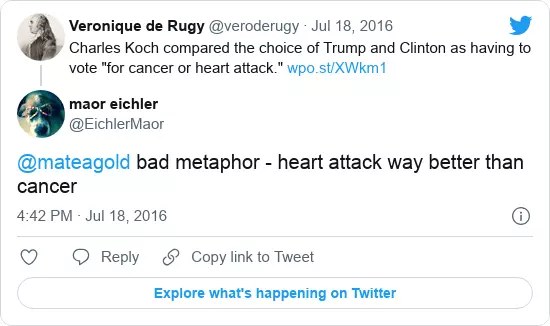 Veronique de Rugy @veroderugy · Jul 18, 2016
Charles Koch compared the choice of Trump and Clinton as having to
vote "for cancer or heart attack." wpo.st/XWkm1
maor eichler
@EichlerMaor
@mateagold bad metaphor - heart attack way better than
cancer
4:42 PM · Jul 18, 2016
Reply
Copy link to Tweet
Explore what's happening on Twitter